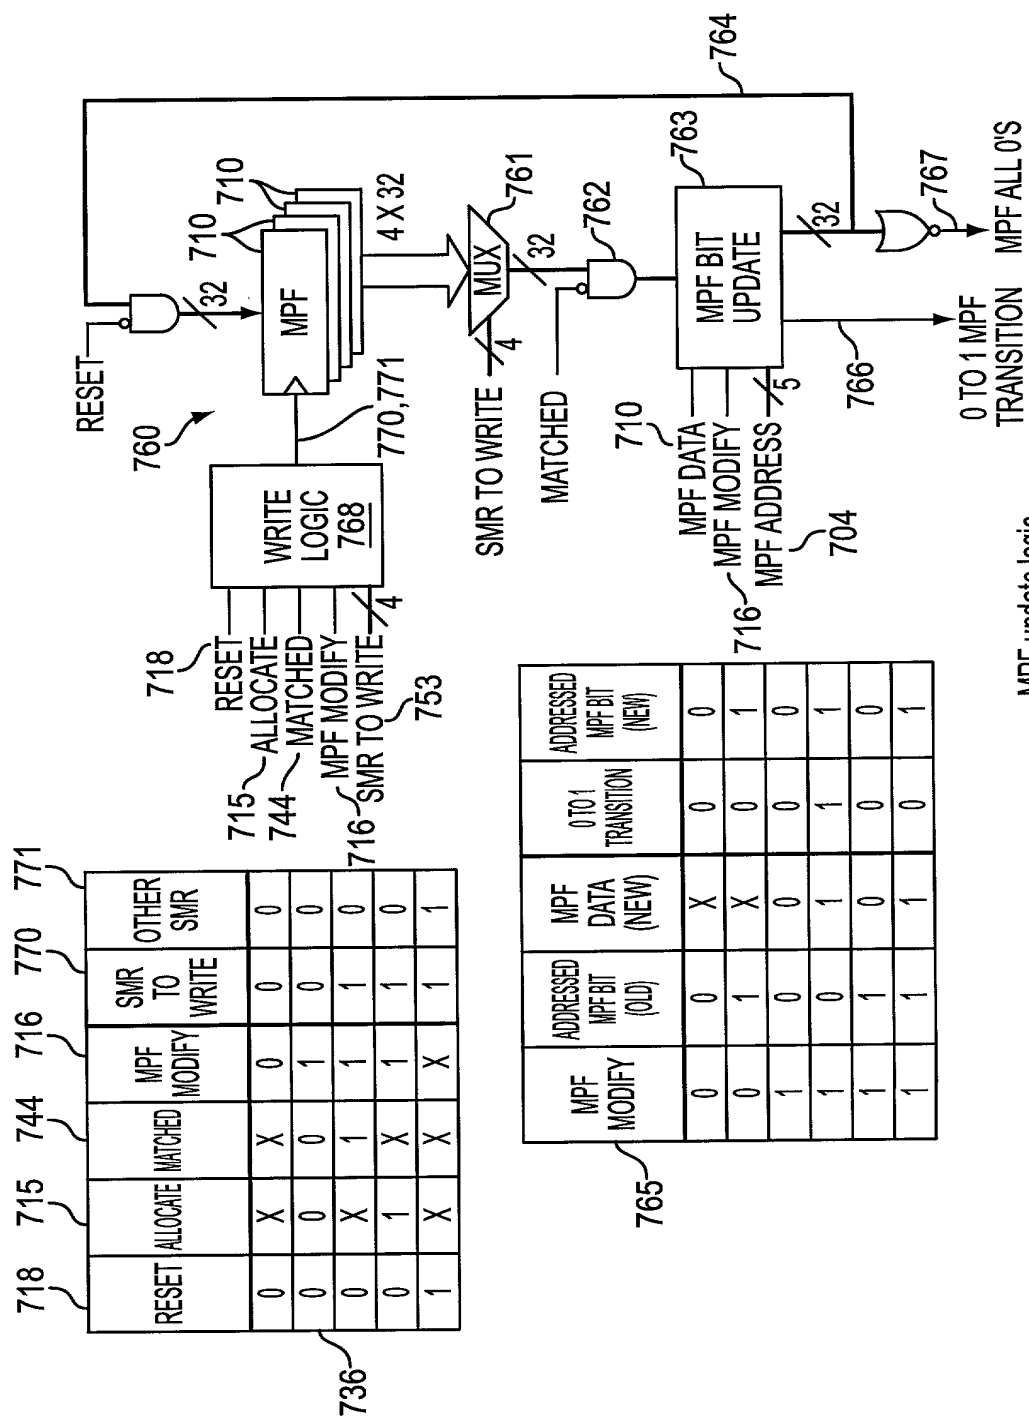 718
715
744
716
770
771
RESET
ALLOCATE
MATCHED
MPF
MODIFY
SMR
TO
WRITE
OTHER
SMR
0 X X 0 0 0
0 0 0 1 0 0
0 X 1 1 1 0
0 1 X 1 1 0
1 X X X 1 1
736
MPF
MODIFY
ADDRESSED
MPF BIT
(OLD)
MPF
DATA
(NEW)
0 TO 1
TRANSITION
ADDRESSED
MPF BIT
(NEW)
0 0 X 0 0
0 1 X 0 1
1 0 0 0 0
1 0 1 1 1
1 1 0 0 0
1 1 1 0 1
765
718
RESET
715
ALLOCATE
744
MATCHED
716
MPF MODIFY
SMR TO WRITE
4
753
WRITE
LOGIC
768
770,771
760
RESET
32
MPF
710
710
4 X 32
SMR TO WRITE
4
MUX
761
32
MATCHED
762
710
MPF DATA
716
MPF MODIFY
MPF ADDRESS
5
704
MPF BIT
UPDATE
763
32
764
766
767
0 TO 1 MPF
TRANSITION
MPF ALL 0'S